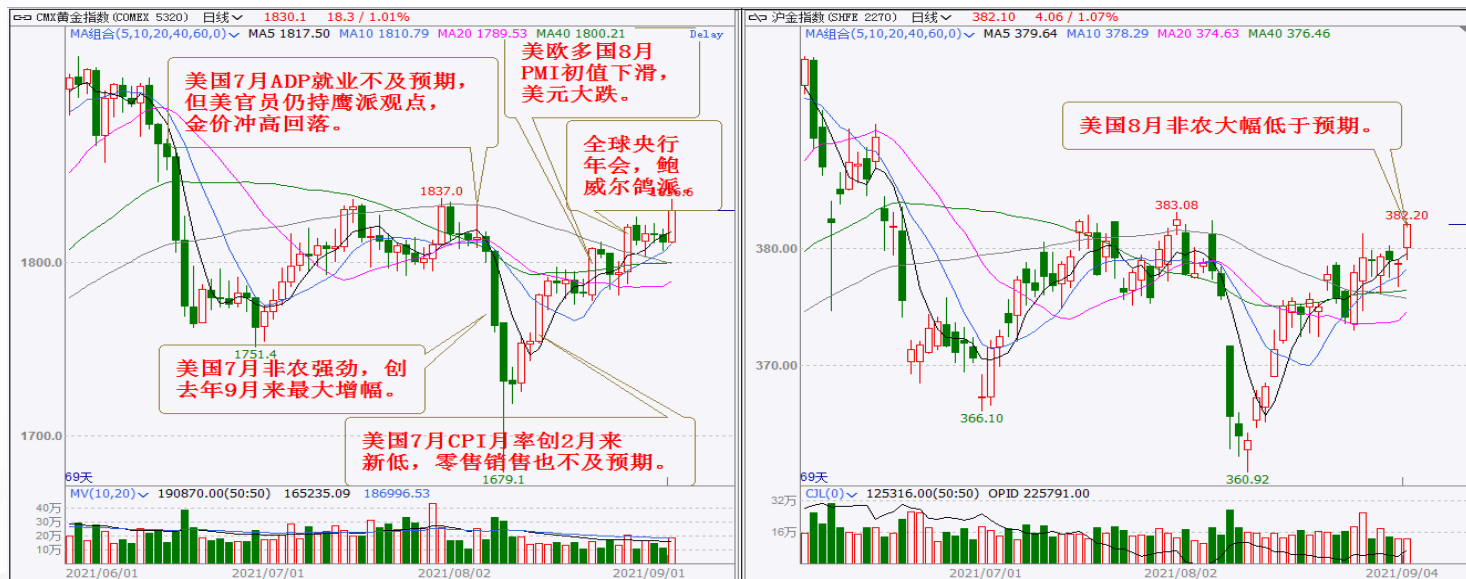 CMX黄金指数(COMEX 5320) 日线 1830.1 18.3 / 1.01%
MA组合(5,10,20,40,60,0) MA5 1817.50 MA10 1810.79 MA20 1789.53 MA40 1800.21 Delay
美国7月ADP就业不及预期，
但美官员仍持鹰派观点，
金价冲高回落。
美欧多国8月
PMI初值下滑，
美元大跌。
全球央行
年会，鲍
威尔鸽派。
1837.0
1836.6
1800.0
1751.4
美国7月非农强劲，创
去年9月来最大增幅。
美国7月CPI月率创2月来
新低，零售销售也不及预期。
1700.0
1679.1
69天
MV(10,20) 190870.00(50:50) 165235.09 186996.53
40万
30万
20万
10万
2021/06/01 2021/07/01 2021/08/02 2021/09/01
沪金指数(SHFE 2270) 日线 382.10 4.06 / 1.07%
MA组合(5,10,20,40,60,0) MA5 379.64 MA10 378.29 MA20 374.63 MA40 376.46
美国8月非农大幅低于预期。
383.08
382.20
380.00
370.00
366.10
360.92
69天
CJL(0) 125316.00(50:50) OPID 225791.00
32万
16万
2021/07/01 2021/08/02 2021/09/04